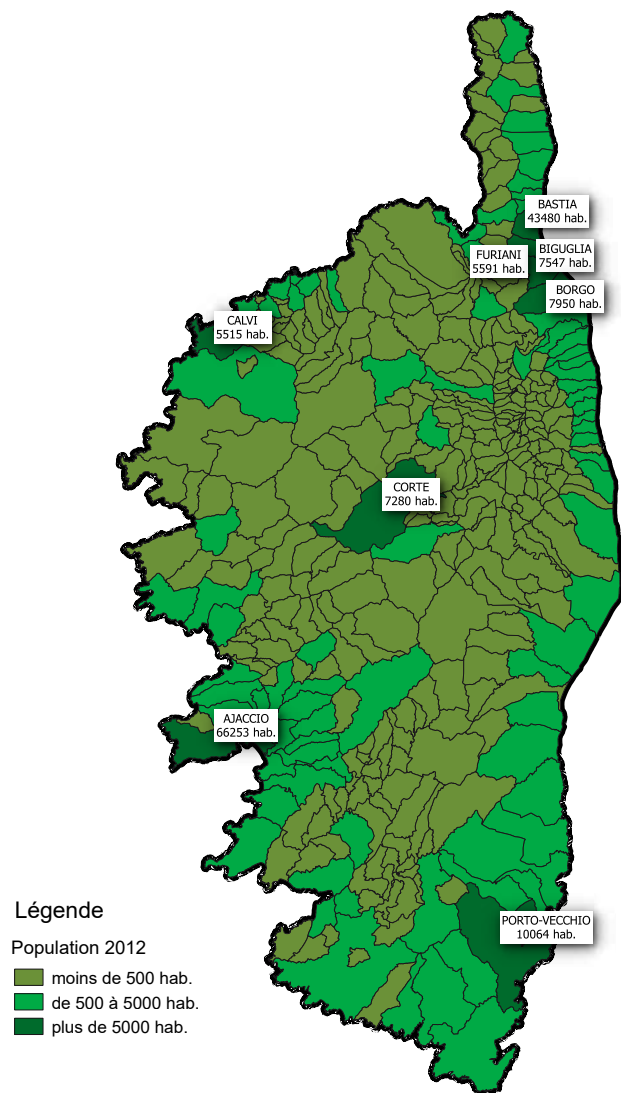 BASTIA
43480 hab.
FURIANI
5591 hab.
BIGUGLIA
7547 hab.
BORGO
7950 hab.
CALVI
5515 hab.
CORTE
7280 hab.
AJACCIO
66253 hab.
PORTO-VECCHIO
10064 hab.
Légende
Population 2012
moins de 500 hab.
de 500 à 5000 hab.
plus de 5000 hab.